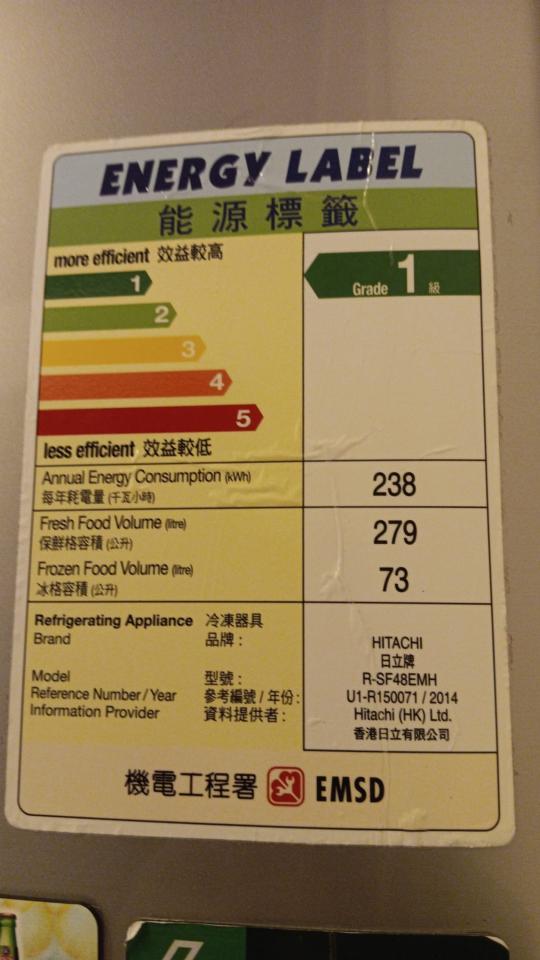 ENERGY LABEL
能源標籤
more efficient 效益較高
1
2
3
4
5
less efficient 效益較低
Grade 1 級
Annual Energy Consumption (kWh)
每年耗電量 (千瓦小時)
238
Fresh Food Volume (litre)
保鮮格容積 (公升)
279
Frozen Food Volume (litre)
冰格容積 (公升)
73
Refrigerating Appliance 冷凍器具
Brand 品牌 : HITACHI
日立牌
Model 型號 : R-SF48EMH
Reference Number / Year 參考編號 / 年份 : U1-R150071 / 2014
Information Provider 資料提供者 : Hitachi (HK) Ltd.
香港日立有限公司
機電工程署 EMSD